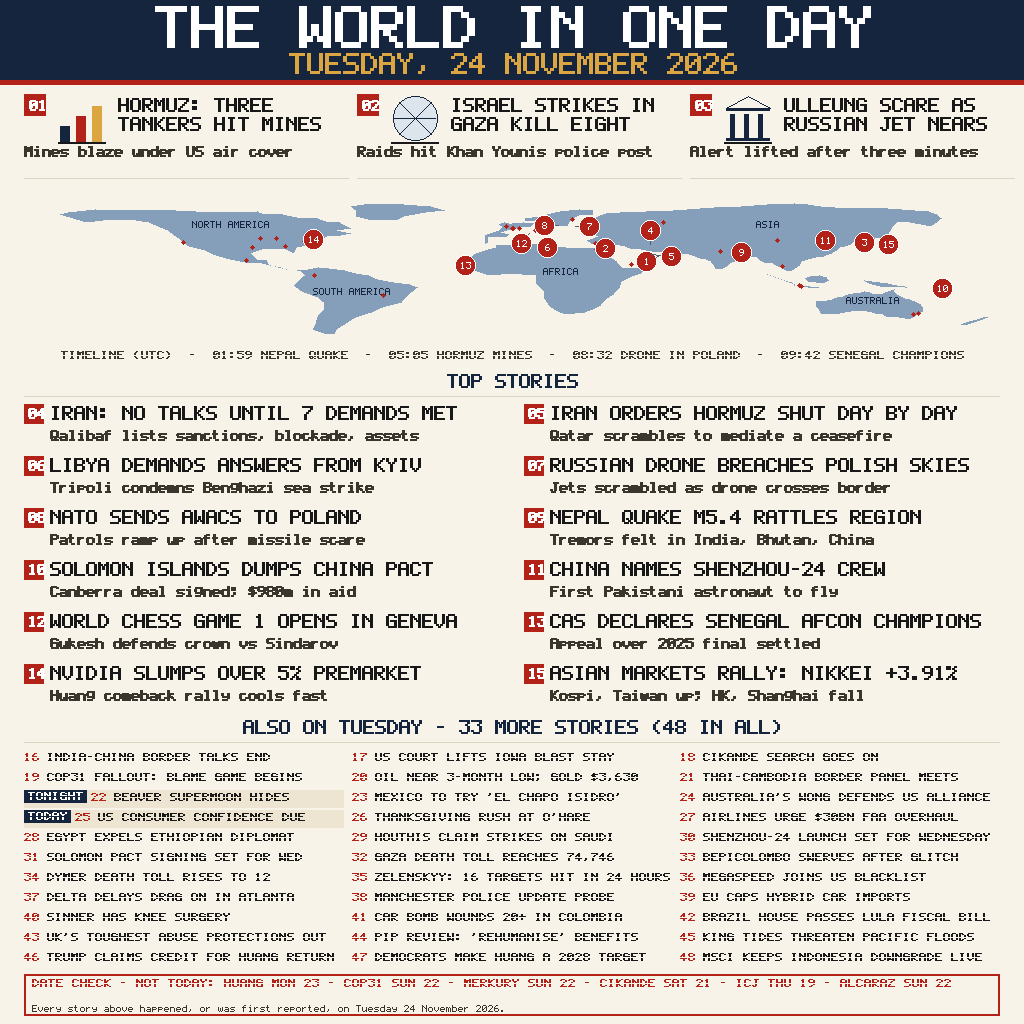 THE WORLD IN ONE DAY
TUESDAY, 24 NOVEMBER 2026
01 HORMUZ: THREE TANKERS HIT MINES
Mines blaze under US air cover
02 ISRAEL STRIKES IN GAZA KILL EIGHT
Raids hit Khan Younis police post
03 ULLEUNG SCARE AS RUSSIAN JET NEARS
Alert lifted after three minutes
NORTH AMERICA
ASIA
AFRICA
SOUTH AMERICA
AUSTRALIA
14
8
7
4
12
6
2
13
1
5
9
11
3
15
10
TIMELINE (UTC) - 01:59 NEPAL QUAKE - 05:05 HORMUZ MINES - 08:32 DRONE IN POLAND - 09:42 SENEGAL CHAMPIONS
TOP STORIES
04 IRAN: NO TALKS UNTIL 7 DEMANDS MET
Qalibaf lists sanctions, blockade, assets
05 IRAN ORDERS HORMUZ SHUT DAY BY DAY
Qatar scrambles to mediate a ceasefire
06 LIBYA DEMANDS ANSWERS FROM KYIV
Tripoli condemns Benghazi sea strike
07 RUSSIAN DRONE BREACHES POLISH SKIES
Jets scrambled as drone crosses border
08 NATO SENDS AWACS TO POLAND
Patrols ramp up after missile scare
09 NEPAL QUAKE M5.4 RATTLES REGION
Tremors felt in India, Bhutan, China
10 SOLOMON ISLANDS DUMPS CHINA PACT
Canberra deal signed; $980m in aid
11 CHINA NAMES SHENZHOU-24 CREW
First Pakistani astronaut to fly
12 WORLD CHESS GAME 1 OPENS IN GENEVA
Gukesh defends crown vs Sindarov
13 CAS DECLARES SENEGAL AFCON CHAMPIONS
Appeal over 2025 final settled
14 NVIDIA SLUMPS OVER 5% PREMARKET
Huang comeback rally cools fast
15 ASIAN MARKETS RALLY: NIKKEI +3.91%
Kospi, Taiwan up; HK, Shanghai fall
ALSO ON TUESDAY - 33 MORE STORIES (48 IN ALL)
16 INDIA-CHINA BORDER TALKS END
17 US COURT LIFTS IOWA BLAST STAY
18 CIKANDE SEARCH GOES ON
19 COP31 FALLOUT: BLAME GAME BEGINS
20 OIL NEAR 3-MONTH LOW; GOLD $3,630
21 THAI-CAMBODIA BORDER PANEL MEETS
TONIGHT 22 BEAVER SUPERMOON HIDES
23 MEXICO TO TRY 'EL CHAPO ISIDRO'
24 AUSTRALIA'S WONG DEFENDS US ALLIANCE
TODAY 25 US CONSUMER CONFIDENCE DUE
26 THANKSGIVING RUSH AT O'HARE
27 AIRLINES URGE $30BN FAA OVERHAUL
28 EGYPT EXPELS ETHIOPIAN DIPLOMAT
29 HOUTHIS CLAIM STRIKES ON SAUDI
30 SHENZHOU-24 LAUNCH SET FOR WEDNESDAY
31 SOLOMON PACT SIGNING SET FOR WED
32 GAZA DEATH TOLL REACHES 74,746
33 BEPICOLOMBO SWERVES AFTER GLITCH
34 DYMER DEATH TOLL RISES TO 12
35 ZELENSKYY: 16 TARGETS HIT IN 24 HOURS
36 MEGASPEED JOINS US BLACKLIST
37 DELTA DELAYS DRAG ON IN ATLANTA
38 MANCHESTER POLICE UPDATE PROBE
39 EU CAPS HYBRID CAR IMPORTS
40 SINNER HAS KNEE SURGERY
41 CAR BOMB WOUNDS 20+ IN COLOMBIA
42 BRAZIL HOUSE PASSES LULA FISCAL BILL
43 UK'S TOUGHEST ABUSE PROTECTIONS OUT
44 PIP REVIEW: 'REHUMANISE' BENEFITS
45 KING TIDES THREATEN PACIFIC FLOODS
46 TRUMP CLAIMS CREDIT FOR HUANG RETURN
47 DEMOCRATS MAKE HUANG A 2028 TARGET
48 MSCI KEEPS INDONESIA DOWNGRADE LIVE
DATE CHECK - NOT TODAY: HUANG MON 23 - COP31 SUN 22 - MERKURY SUN 22 - CIKANDE SAT 21 - ICJ THU 19 - ALCARAZ SUN 22
Every story above happened, or was first reported, on Tuesday 24 November 2026.